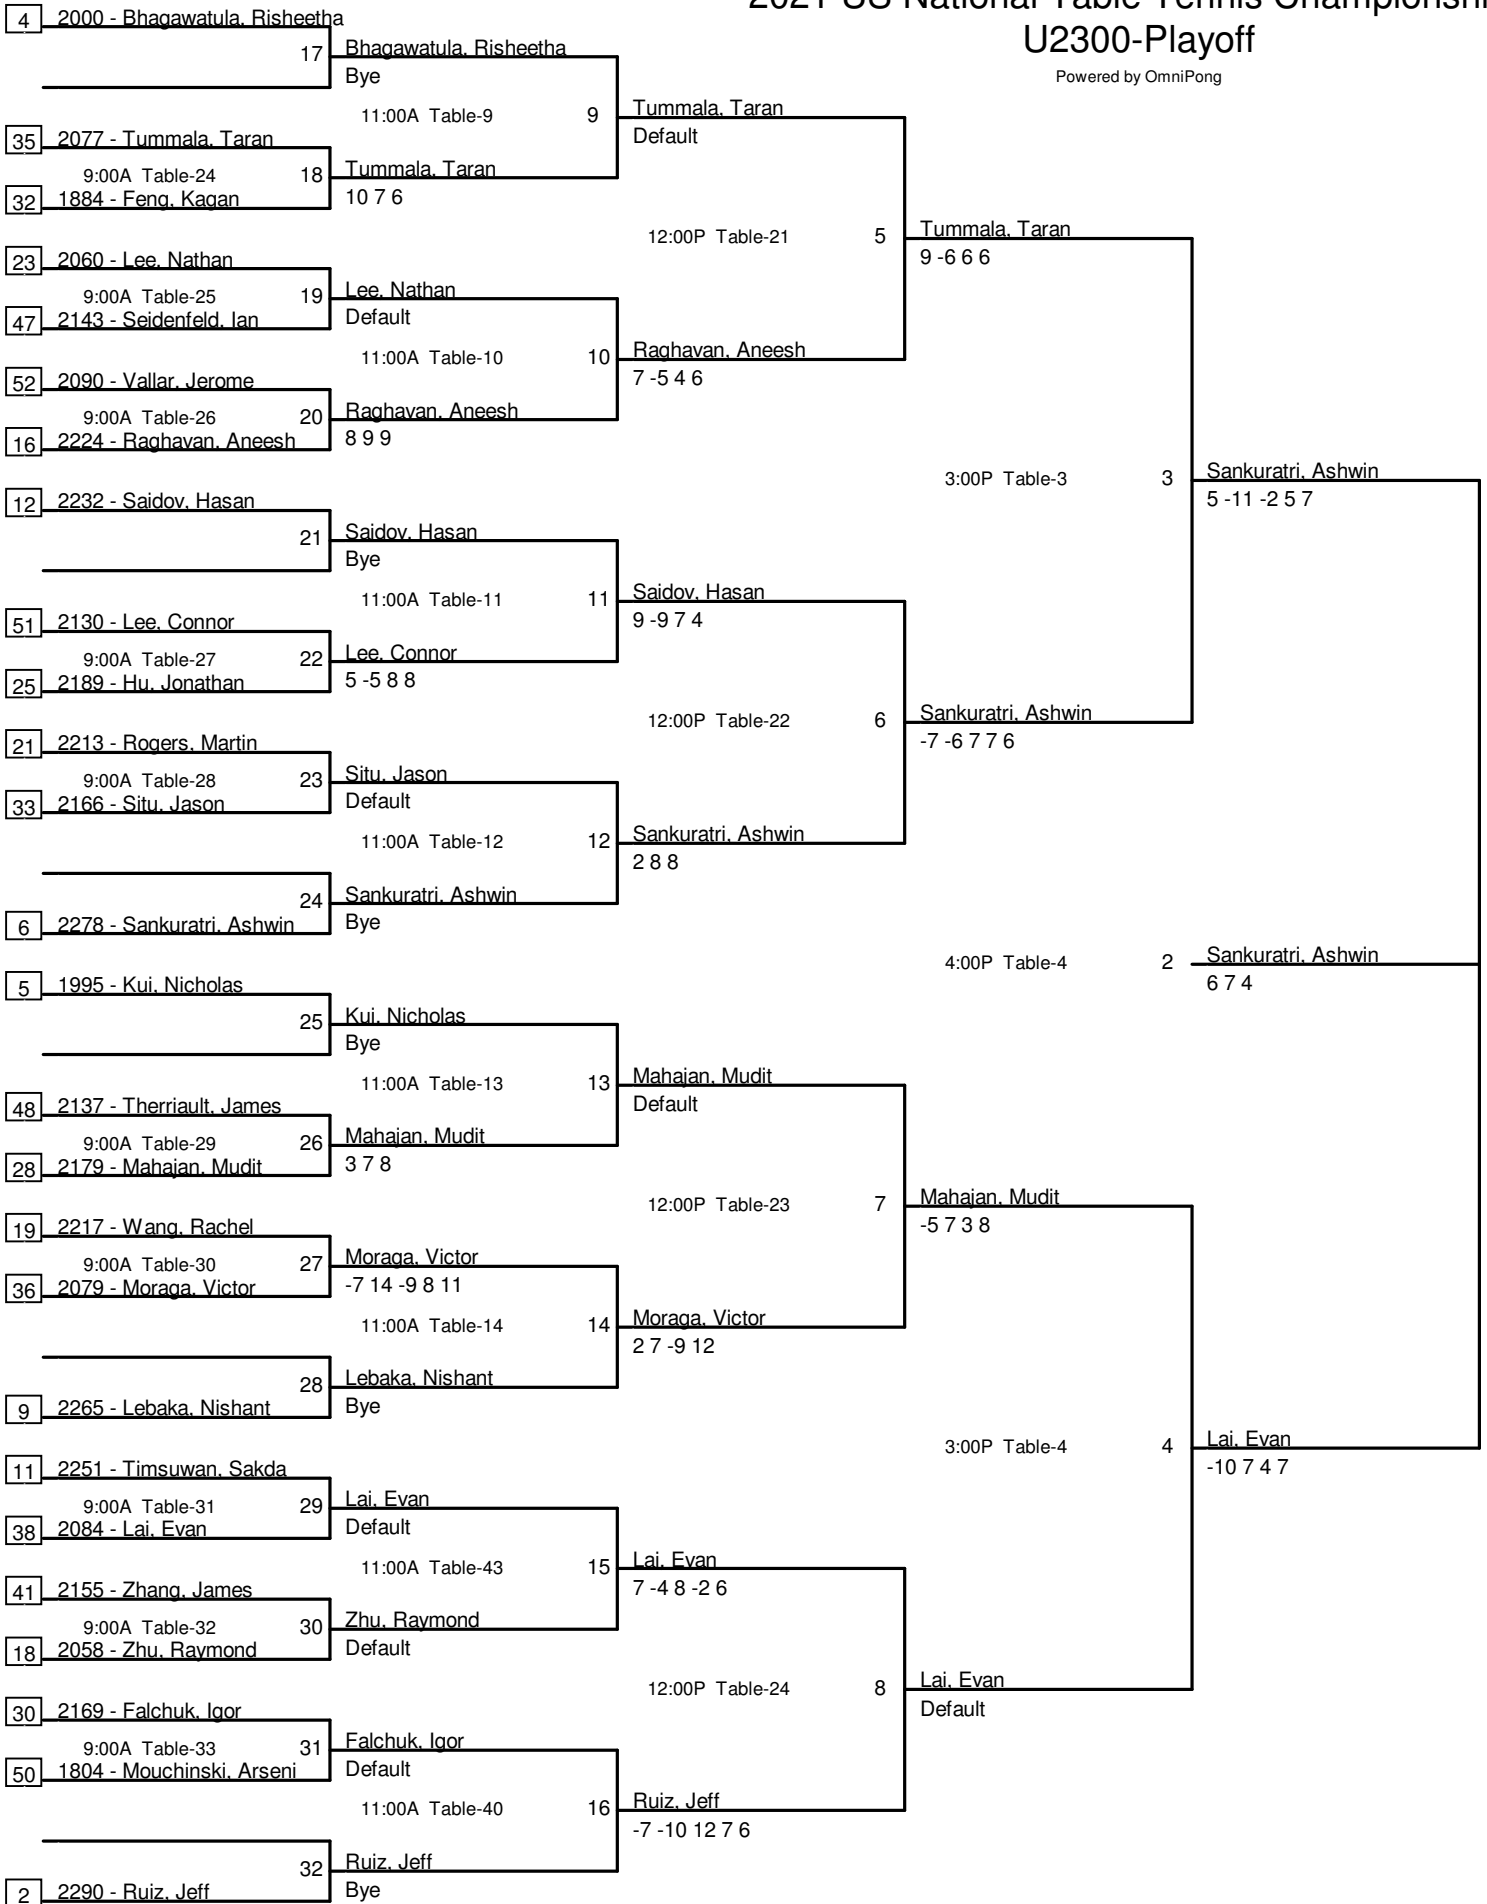 2021 US National Table Tennis Championshi
U2300-Playoff
Powered by OmniPong
4 2000 - Bhagawatula, Risheetha
17 Bhagawatula, Risheetha
Bye
11:00A Table-9 9 Tummala, Taran
Default
35 2077 - Tummala, Taran
9:00A Table-24 18 Tummala, Taran
32 1884 - Feng, Kagan
10 7 6
12:00P Table-21 5 Tummala, Taran
9 -6 6 6
23 2060 - Lee, Nathan
9:00A Table-25 19 Lee, Nathan
47 2143 - Seidenfeld, Ian
Default
11:00A Table-10 10 Raghavan, Aneesh
7 -5 4 6
52 2090 - Vallar, Jerome
9:00A Table-26 20 Raghavan, Aneesh
16 2224 - Raghavan, Aneesh
8 9 9
3:00P Table-3 3 Sankuratri, Ashwin
5 -11 -2 5 7
12 2232 - Saidov, Hasan
21 Saidov, Hasan
Bye
11:00A Table-11 11 Saidov, Hasan
9 -9 7 4
51 2130 - Lee, Connor
9:00A Table-27 22 Lee, Connor
25 2189 - Hu, Jonathan
5 -5 8 8
12:00P Table-22 6 Sankuratri, Ashwin
-7 -6 7 7 6
21 2213 - Rogers, Martin
9:00A Table-28 23 Situ, Jason
33 2166 - Situ, Jason
Default
11:00A Table-12 12 Sankuratri, Ashwin
2 8 8
24 Sankuratri, Ashwin
6 2278 - Sankuratri, Ashwin
Bye
4:00P Table-4 2 Sankuratri, Ashwin
6 7 4
5 1995 - Kui, Nicholas
25 Kui, Nicholas
Bye
11:00A Table-13 13 Mahajan, Mudit
Default
48 2137 - Therriault, James
9:00A Table-29 26 Mahajan, Mudit
28 2179 - Mahajan, Mudit
3 7 8
12:00P Table-23 7 Mahajan, Mudit
-5 7 3 8
19 2217 - Wang, Rachel
9:00A Table-30 27 Moraga, Victor
36 2079 - Moraga, Victor
-7 14 -9 8 11
11:00A Table-14 14 Moraga, Victor
2 7 -9 12
28 Lebaka, Nishant
9 2265 - Lebaka, Nishant
Bye
3:00P Table-4 4 Lai, Evan
-10 7 4 7
11 2251 - Timsuwan, Sakda
9:00A Table-31 29 Lai, Evan
38 2084 - Lai, Evan
Default
11:00A Table-43 15 Lai, Evan
7 -4 8 -2 6
41 2155 - Zhang, James
9:00A Table-32 30 Zhu, Raymond
18 2058 - Zhu, Raymond
Default
12:00P Table-24 8 Lai, Evan
Default
30 2169 - Falchuk, Igor
9:00A Table-33 31 Falchuk, Igor
50 1804 - Mouchinski, Arseni
Default
11:00A Table-40 16 Ruiz, Jeff
-7 -10 12 7 6
32 Ruiz, Jeff
2 2290 - Ruiz, Jeff
Bye